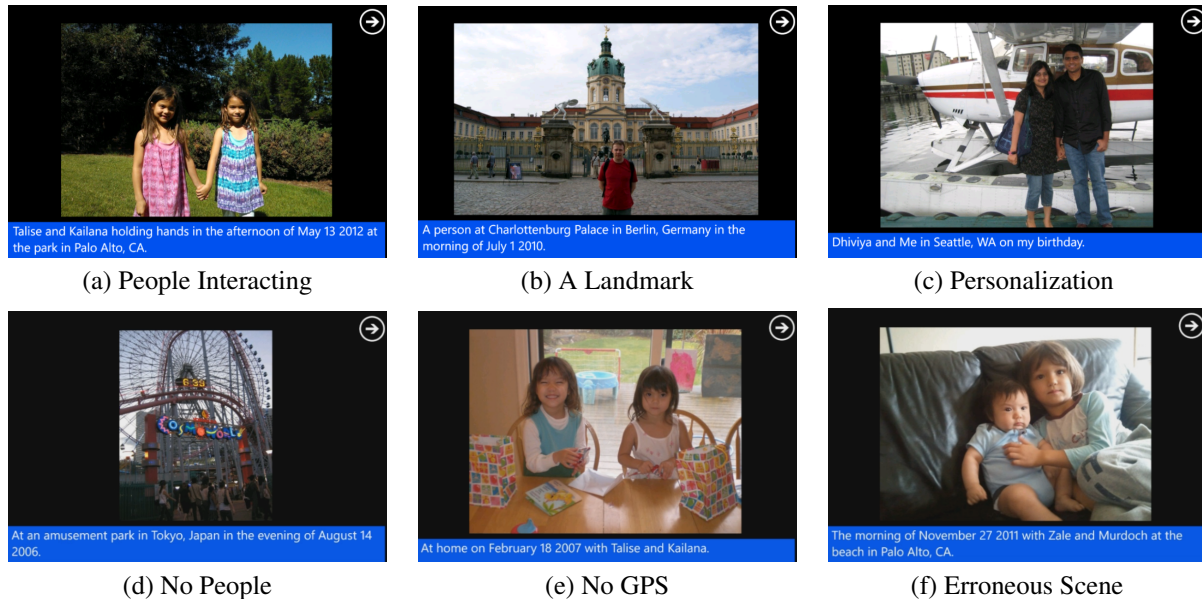 Talise and Kailana holding hands in the afternoon of May 13 2012 at
the park in Palo Alto, CA.
(a) People Interacting
A person at Charlottenburg Palace in Berlin, Germany in the
morning of July 1 2010.
(b) A Landmark
Dhiviya and Me in Seattle, WA on my birthday.
(c) Personalization
6:33
COSMOWORLD
At an amusement park in Tokyo, Japan in the evening of August 14
2006.
(d) No People
At home on February 18 2007 with Talise and Kailana.
(e) No GPS
The morning of November 27 2011 with Zale and Murdoch at the
beach in Palo Alto, CA.
(f) Erroneous Scene